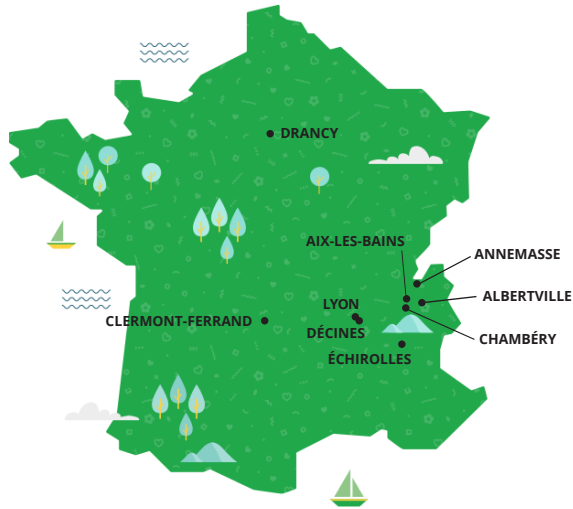 DRANCY
AIX-LES-BAINS
ANNEMASSE
ALBERTVILLE
LYON
CLERMONT-FERRAND
DÉCINES
CHAMBÉRY
ÉCHIROLLES